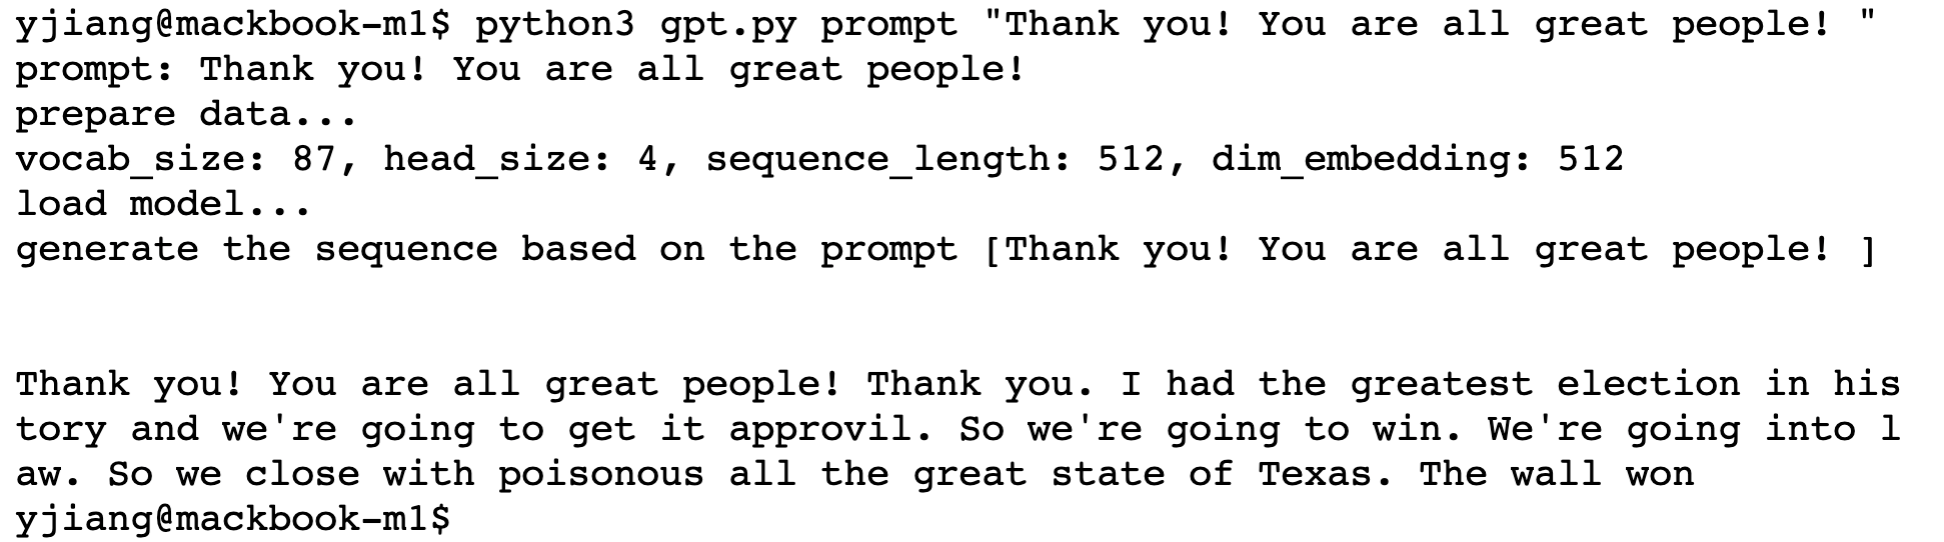 yjiang@mackbook-m1$ python3 gpt.py prompt "Thank you! You are all great people! "
prompt: Thank you! You are all great people!
prepare data...
vocab_size: 87, head_size: 4, sequence_length: 512, dim_embedding: 512
load model...
generate the sequence based on the prompt [Thank you! You are all great people! ]
Thank you! You are all great people! Thank you. I had the greatest election in his
tory and we're going to get it approvil. So we're going to win. We're going into l
aw. So we close with poisonous all the great state of Texas. The wall won
yjiang@mackbook-m1$